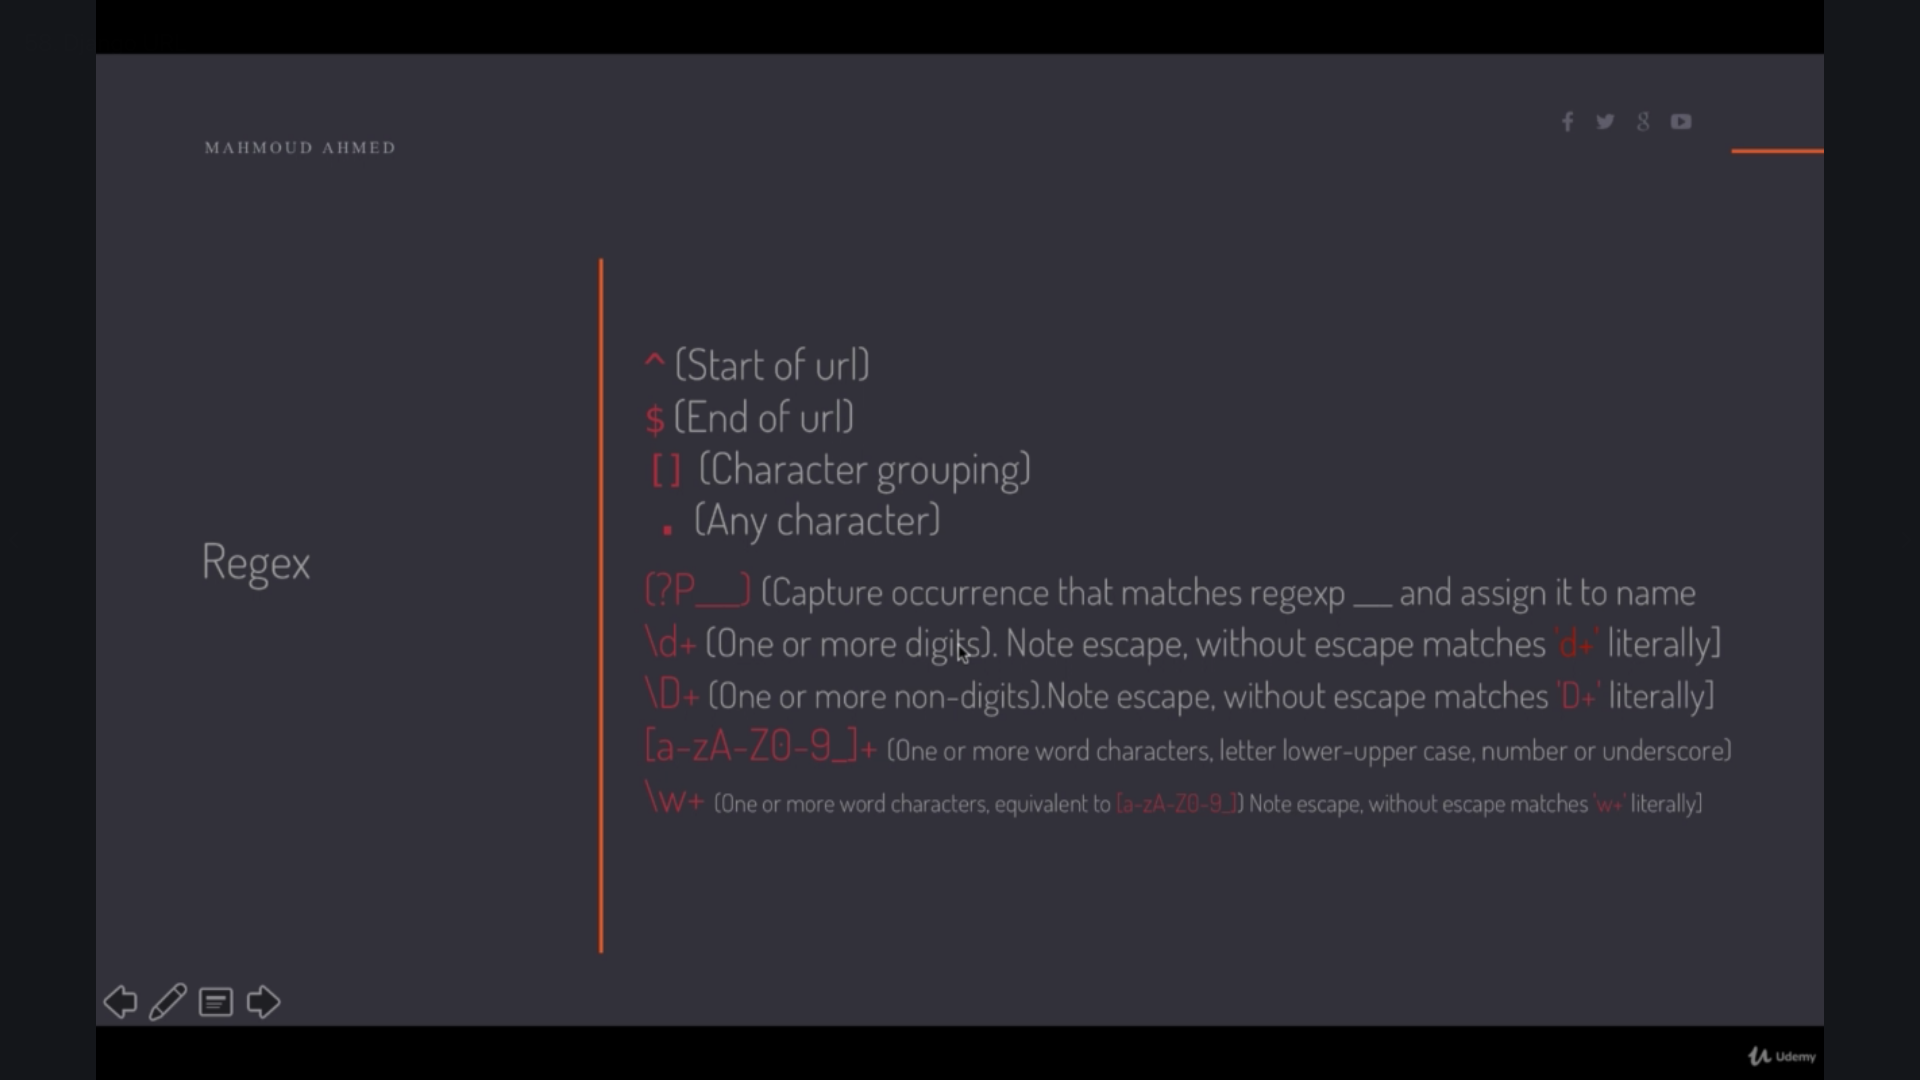 MAHMOUD AHMED
^ (Start of url)
$ (End of url)
[ ] (Character grouping)
. (Any character)
Regex
(?P___) (Capture occurrence that matches regexp ___ and assign it to name
\d+ (One or more digits). Note escape, without escape matches 'd+' literally]
\D+ (One or more non-digits).Note escape, without escape matches 'D+' literally]
[a-zA-Z0-9_]+ (One or more word characters, letter lower-upper case, number or underscore)
\w+ (One or more word characters, equivalent to [a-zA-Z0-9_]) Note escape, without escape matches 'w+' literally]
Udemy